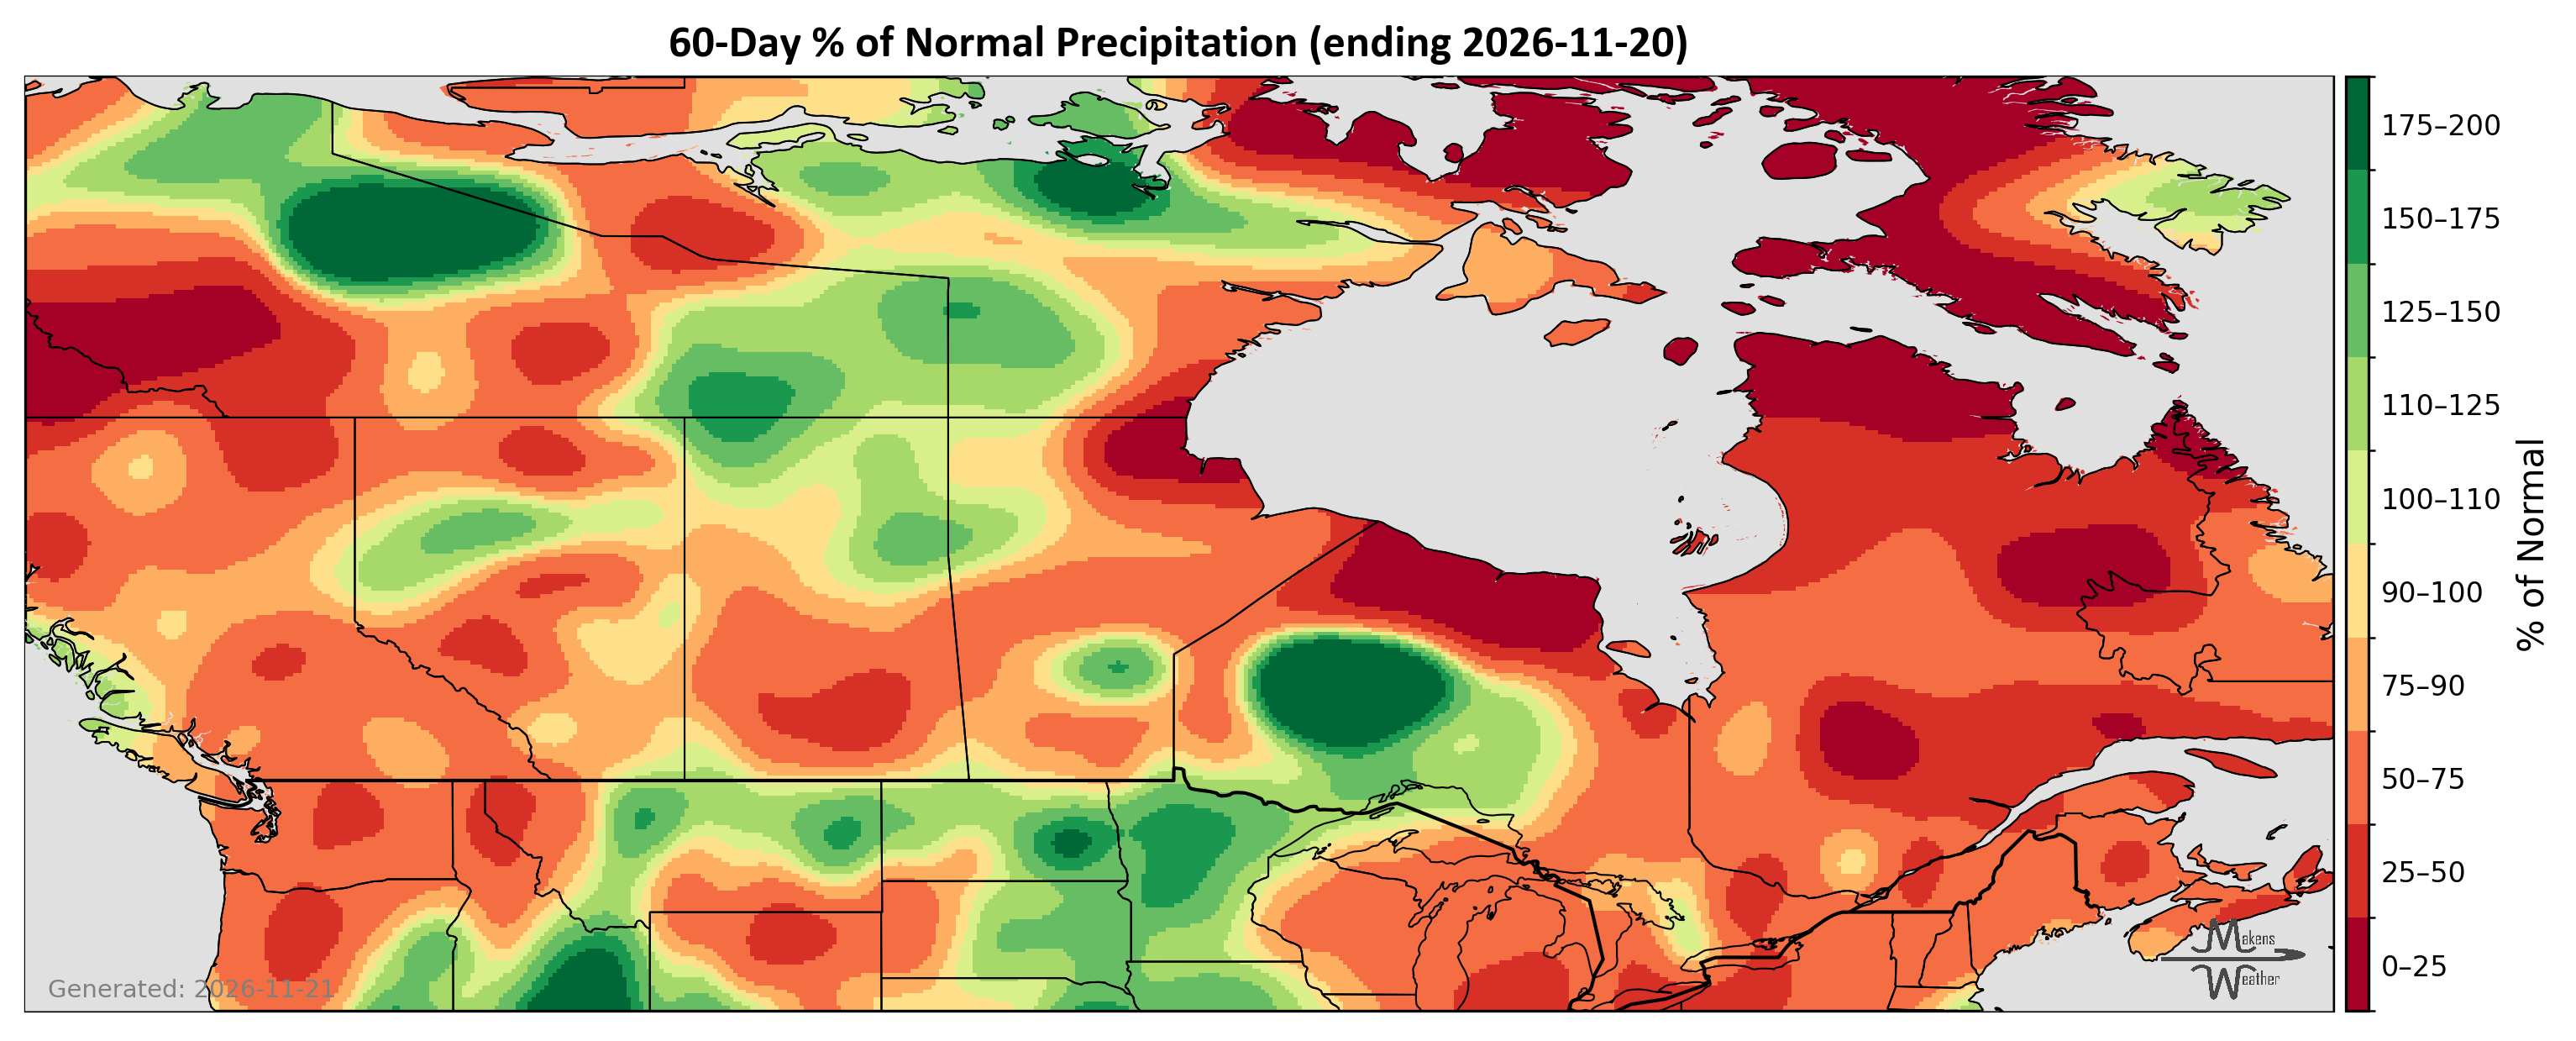 60-Day % of Normal Precipitation (ending 2026-11-20)
175–200
150–175
125–150
110–125
100–110
90–100
75–90
50–75
25–50
0–25
% of Normal
Generated: 2026-11-21
Makens
Weather